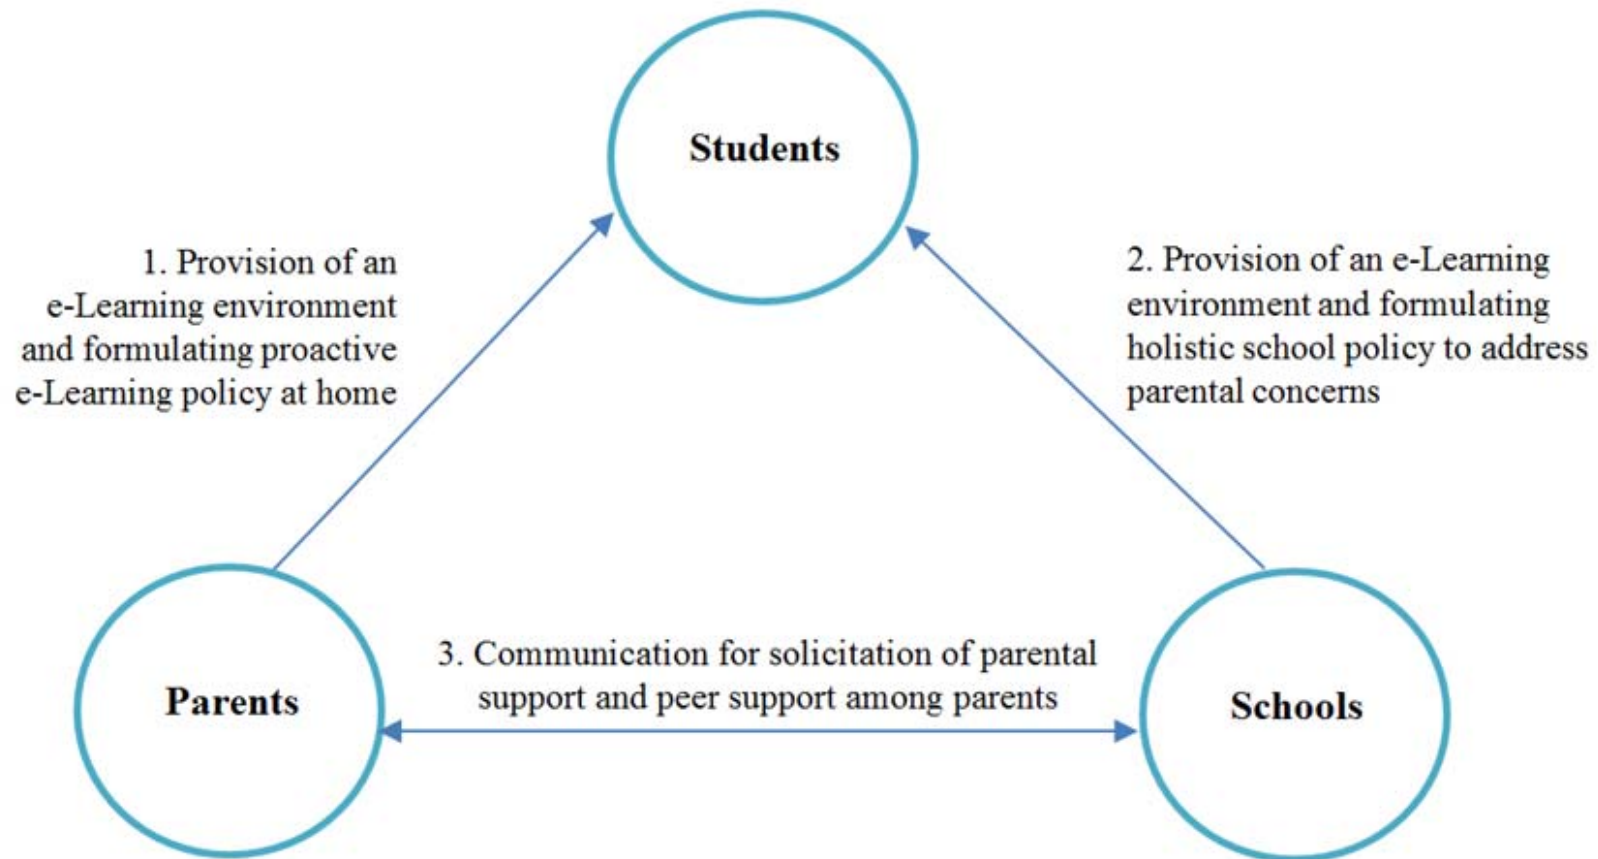 Students
1. Provision of an
e-Learning environment
and formulating proactive
e-Learning policy at home
2. Provision of an e-Learning
environment and formulating
holistic school policy to address
parental concerns
3. Communication for solicitation of parental
support and peer support among parents
Parents
Schools